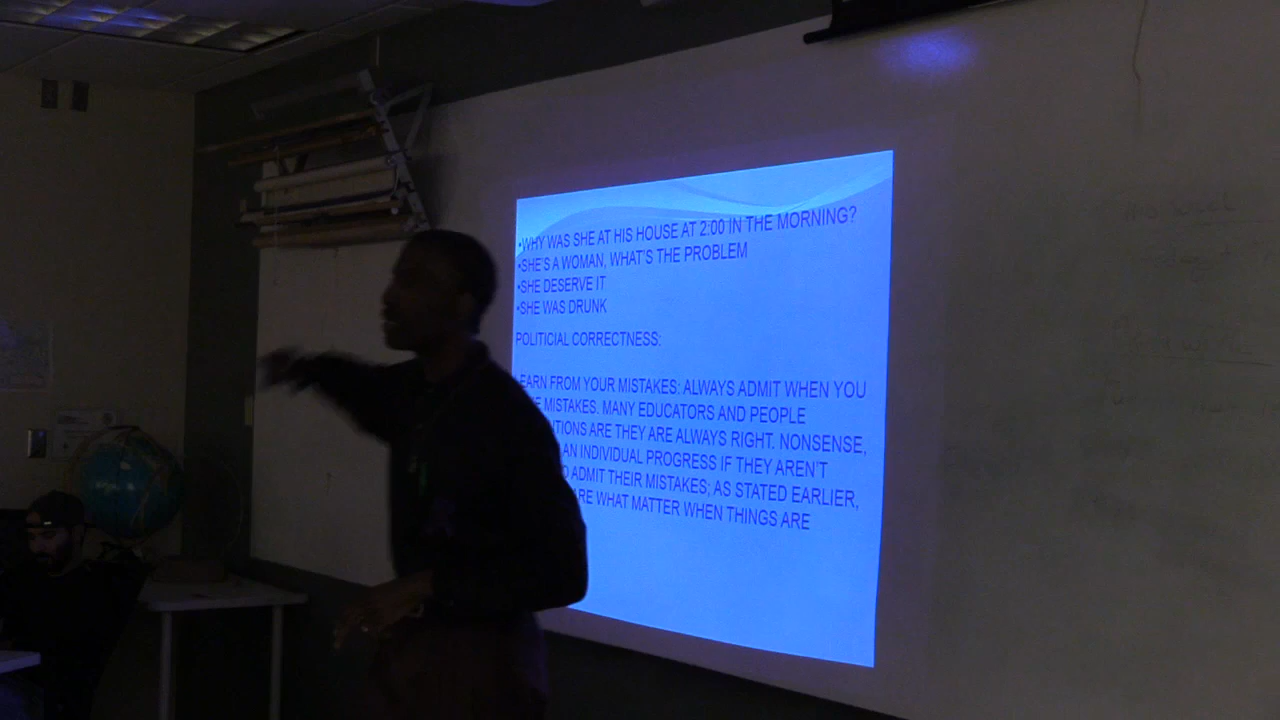 •WHY WAS SHE AT HIS HOUSE AT 2:00 IN THE MORNING?
•SHE'S A WOMAN, WHAT'S THE PROBLEM
•SHE DESERVE IT
•SHE WAS DRUNK
POLITICIAL CORRECTNESS:
EARN FROM YOUR MISTAKES: ALWAYS ADMIT WHEN YOU
MISTAKES. MANY EDUCATORS AND PEOPLE
ARE THEY ARE ALWAYS RIGHT. NONSENSE,
AN INDIVIDUAL PROGRESS IF THEY AREN'T
ADMIT THEIR MISTAKES; AS STATED EARLIER,
ARE WHAT MATTER WHEN THINGS ARE